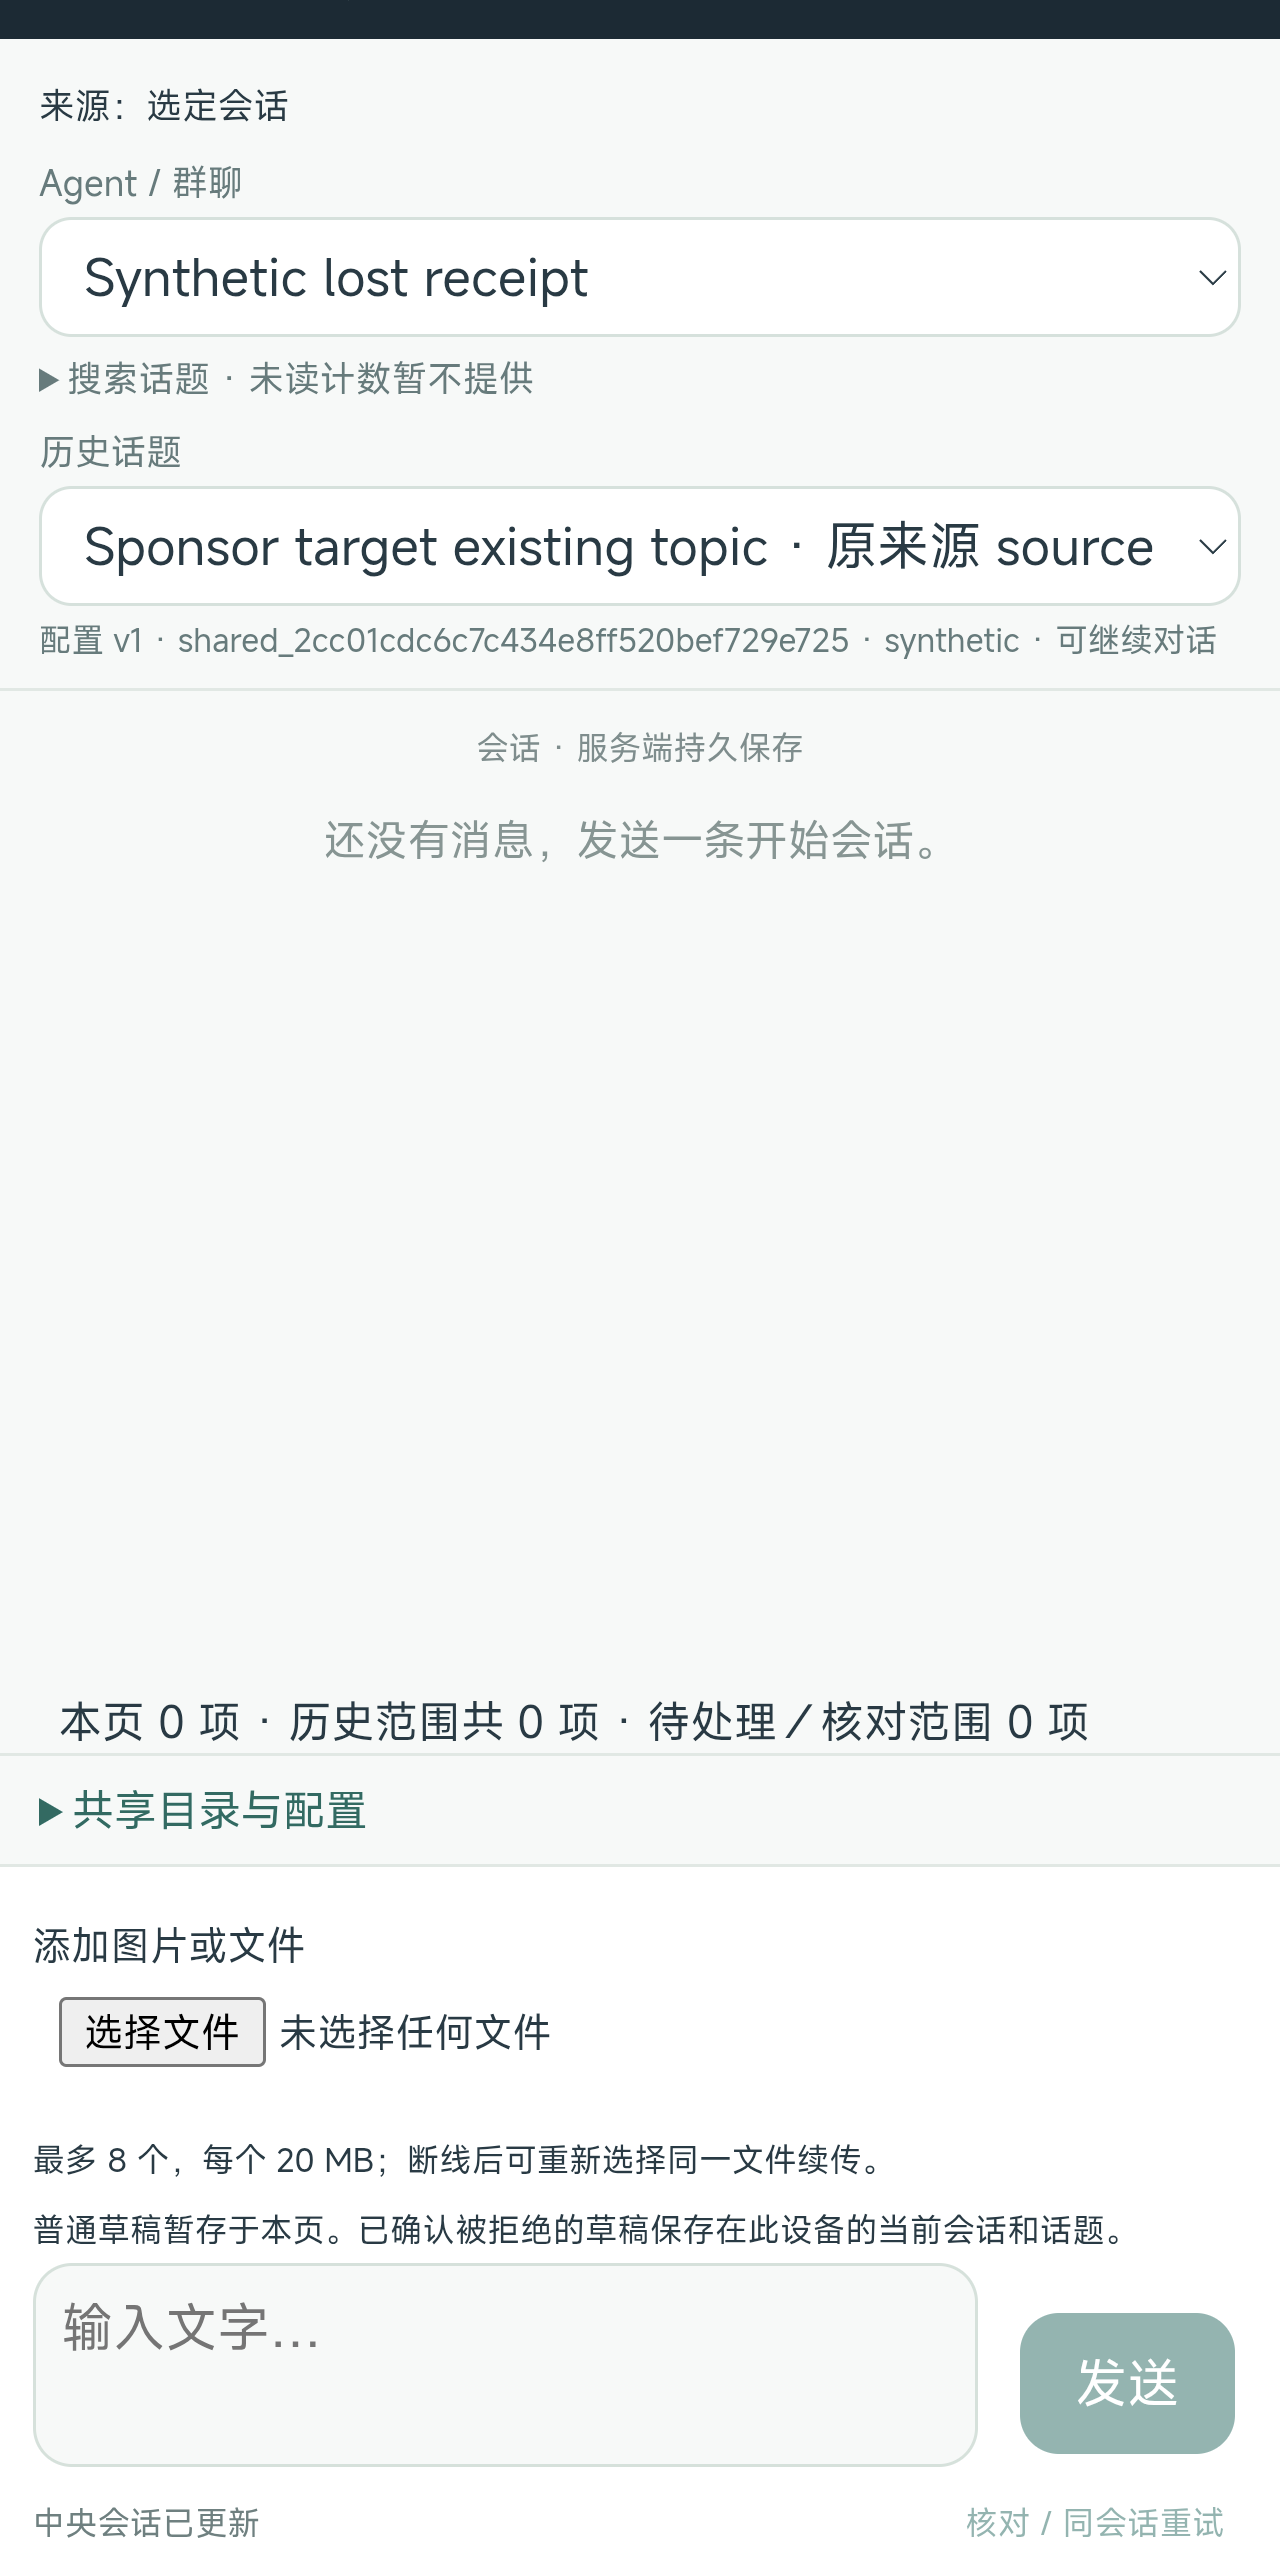 来源：选定会话
Agent / 群聊
Synthetic lost receipt
▶ 搜索话题 · 未读计数暂不提供
历史话题
Sponsor target existing topic · 原来源 source
配置 v1 · shared_2cc01cdc6c7c434e8ff520bef729e725 · synthetic · 可继续对话
会话 · 服务端持久保存
还没有消息，发送一条开始会话。
本页 0 项 · 历史范围共 0 项 · 待处理／核对范围 0 项
▶ 共享目录与配置
添加图片或文件
选择文件 未选择任何文件
最多 8 个，每个 20 MB；断线后可重新选择同一文件续传。
普通草稿暂存于本页。已确认被拒绝的草稿保存在此设备的当前会话和话题。
输入文字...
发送
中央会话已更新
核对 / 同会话重试